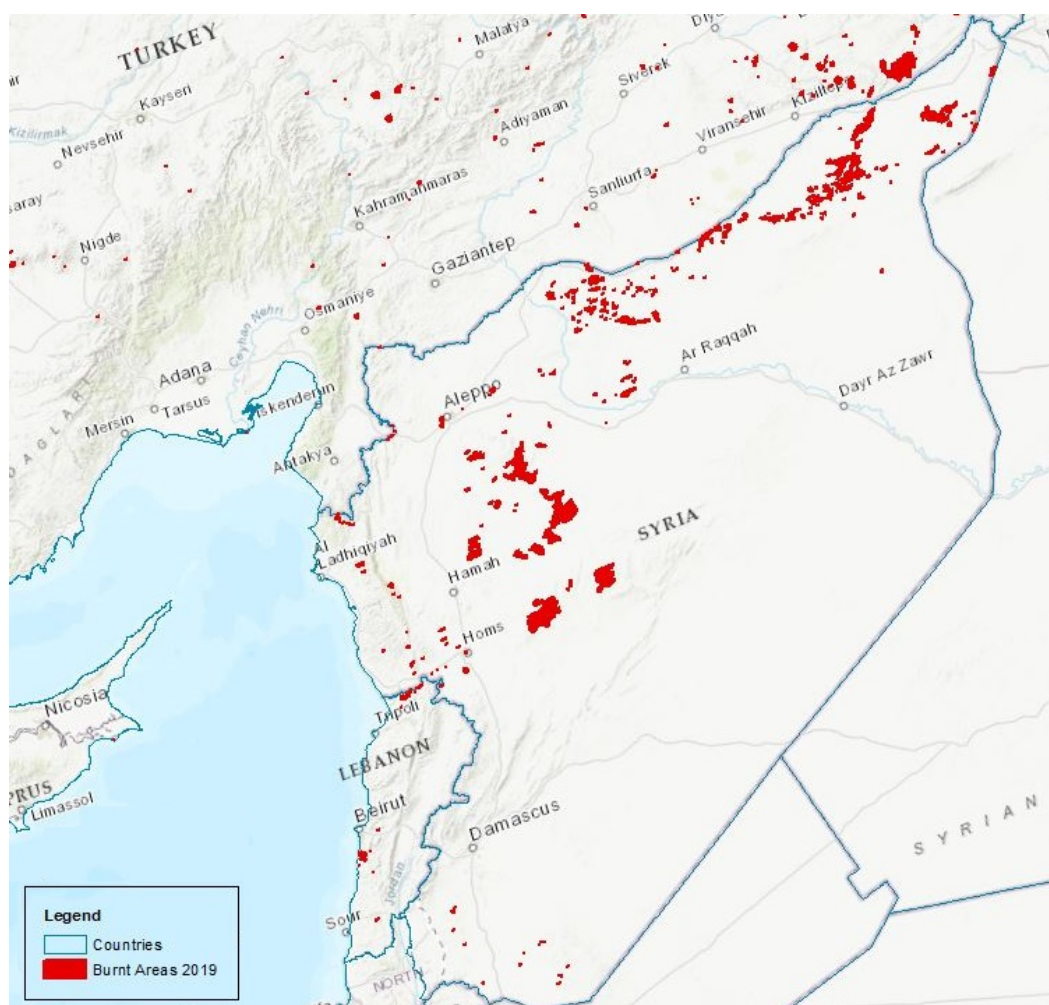 TURKEY
Malatya
Kayseri
Siverek
Kizilirmak
Adiyaman
Kiziltepe
Nevsehir
Viransehir
Kahramanmaras
Sanliurfa
Nigde
Gaziantep
Osmaniye
Ceyhan Nehri
Ar Raqqah
Adana
Dayr Az Zawr
Tarsus
Iskenderun
Aleppo
Mersin
Antakya
SYRIA
Al
Ladhiqiyah
Hamah
Homs
Nicosia
Tripoli
LEBANON
Limassol
Beirut
Damascus
SYRIAN
Jordan
Sour
NORTH
Legend
Countries
Burnt Areas 2019